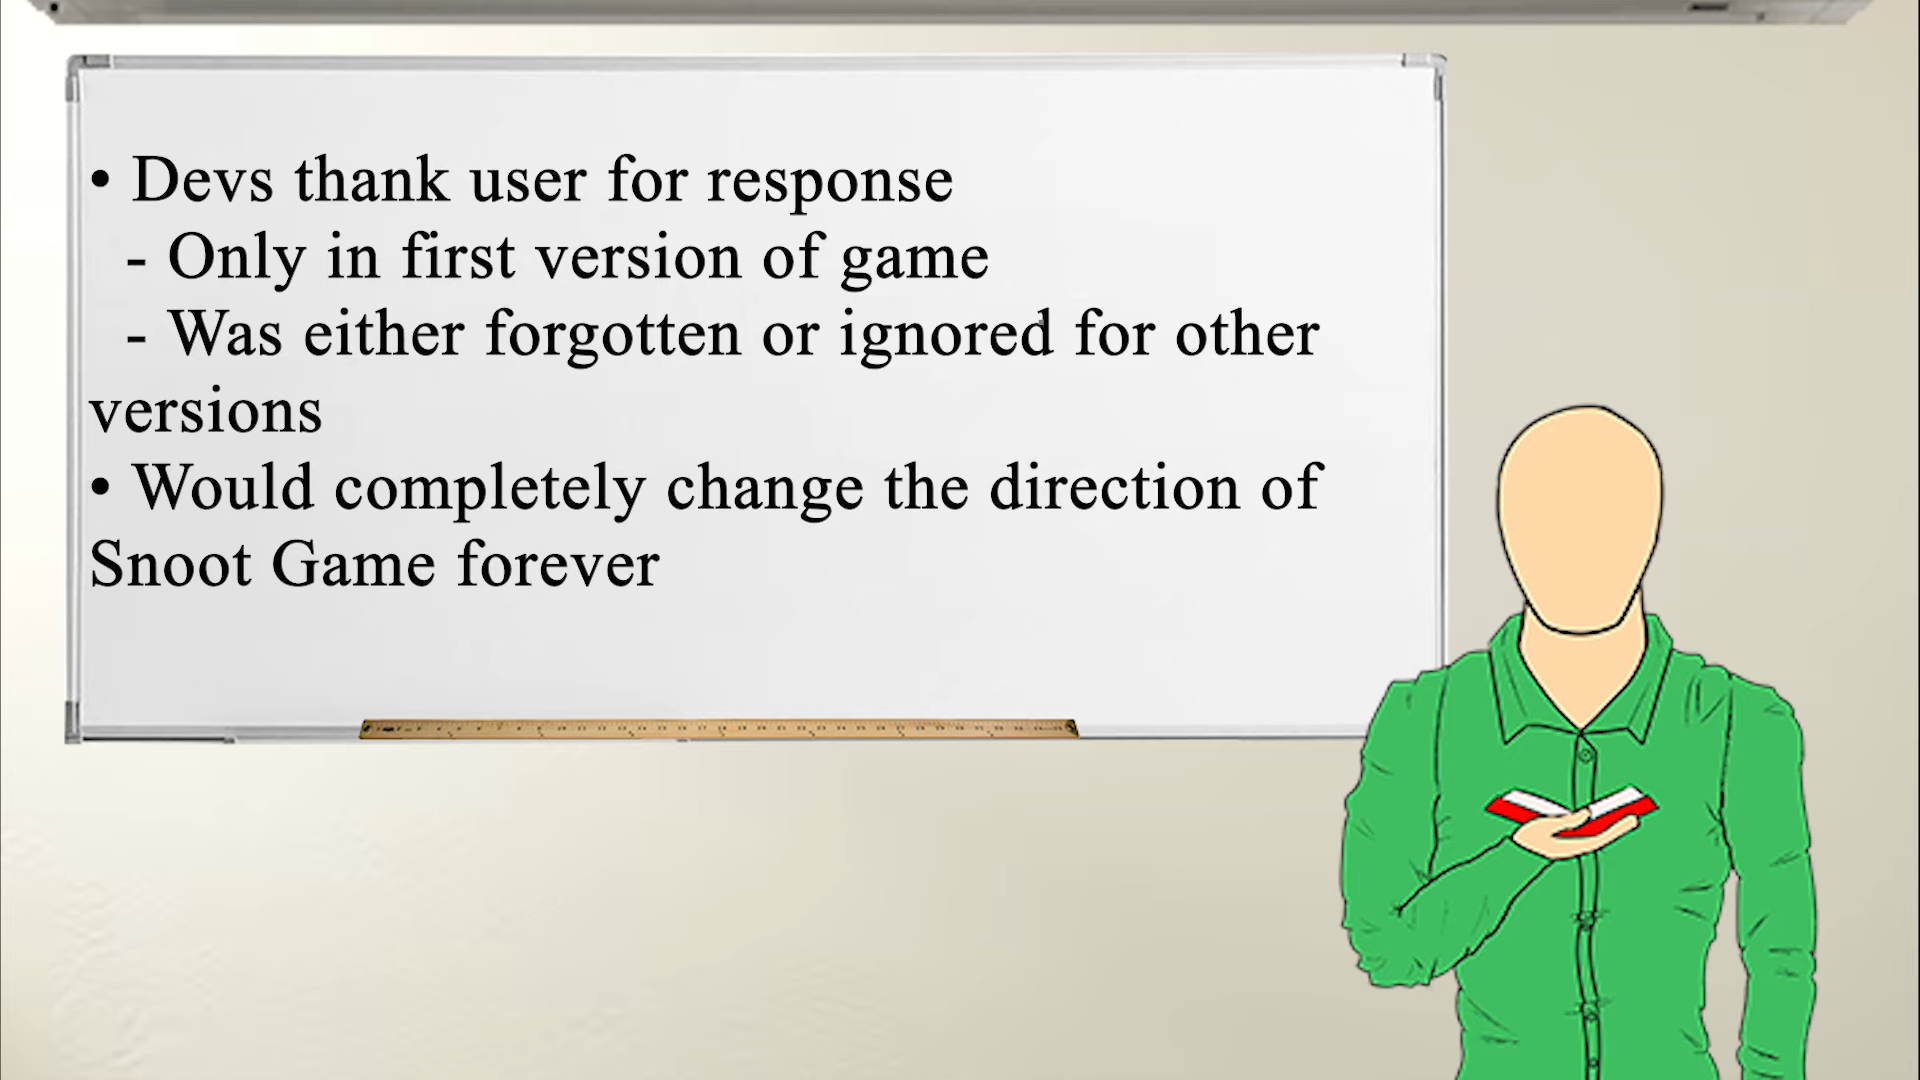 • Devs thank user for response
- Only in first version of game
- Was either forgotten or ignored for other
versions
• Would completely change the direction of
Snoot Game forever